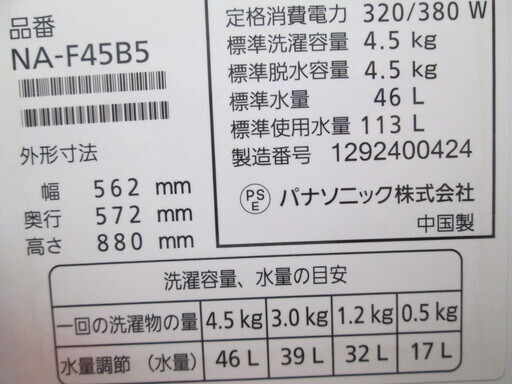 品番
NA-F45B5
外形寸法
幅 562 mm
奥行 572 mm
高さ 880 mm
定格消費電力 320/380 W
標準洗濯容量 4.5 kg
標準脱水容量 4.5 kg
標準水量 46 L
標準使用水量 113 L
製造番号 1292400424
PS E パナソニック株式会社
中国製
洗濯容量、水量の目安
一回の洗濯物の量 4.5 kg 3.0 kg 1.2 kg 0.5 kg
水量調節 (水量) 46 L 39 L 32 L 17 L